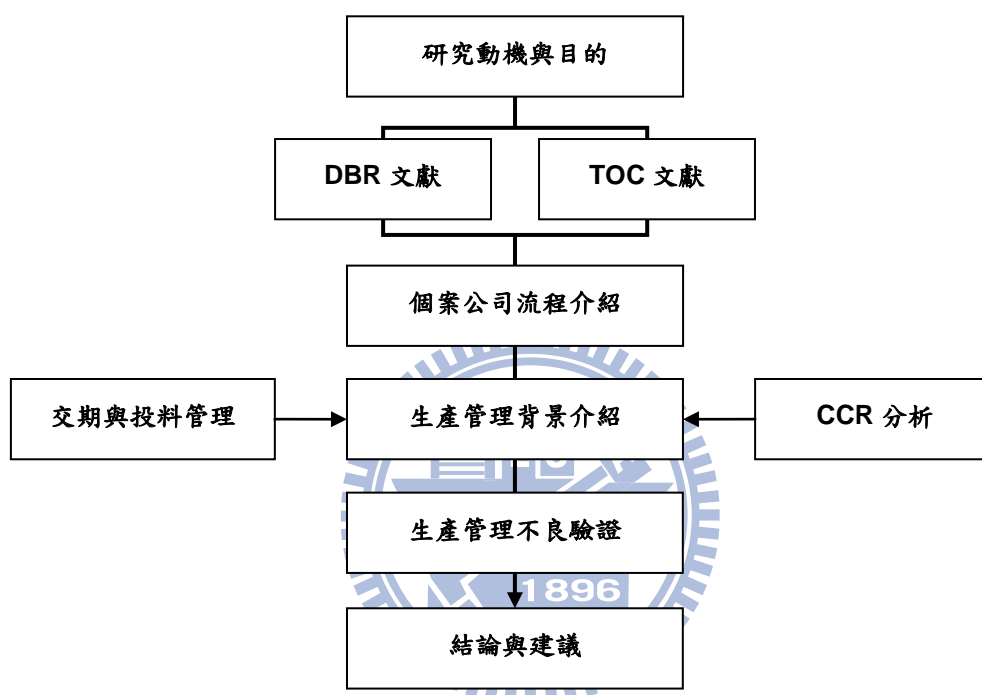 研究動機與目的
DBR 文獻
TOC 文獻
個案公司流程介紹
交期與投料管理
生產管理背景介紹
CCR 分析
生產管理不良驗證
1896
結論與建議